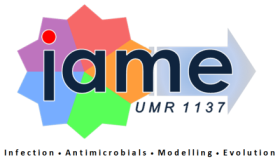 iame
UMR 1137
Infection • Antimicrobials • Modelling • Evolution